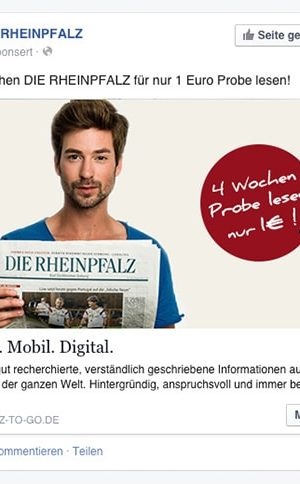 RHEINPFALZ
Seite ge
onsert ·
hen DIE RHEINPFALZ für nur 1 Euro Probe lesen!
4 Wochen
Probe lese
nur 1€ !
DIE RHEINPFALZ
. Mobil. Digital.
ut recherchierte, verständlich geschriebene Informationen au
der ganzen Welt. Hintergründig, anspruchsvoll und immer be
Z-TO-GO.DE
M
ommentieren · Teilen